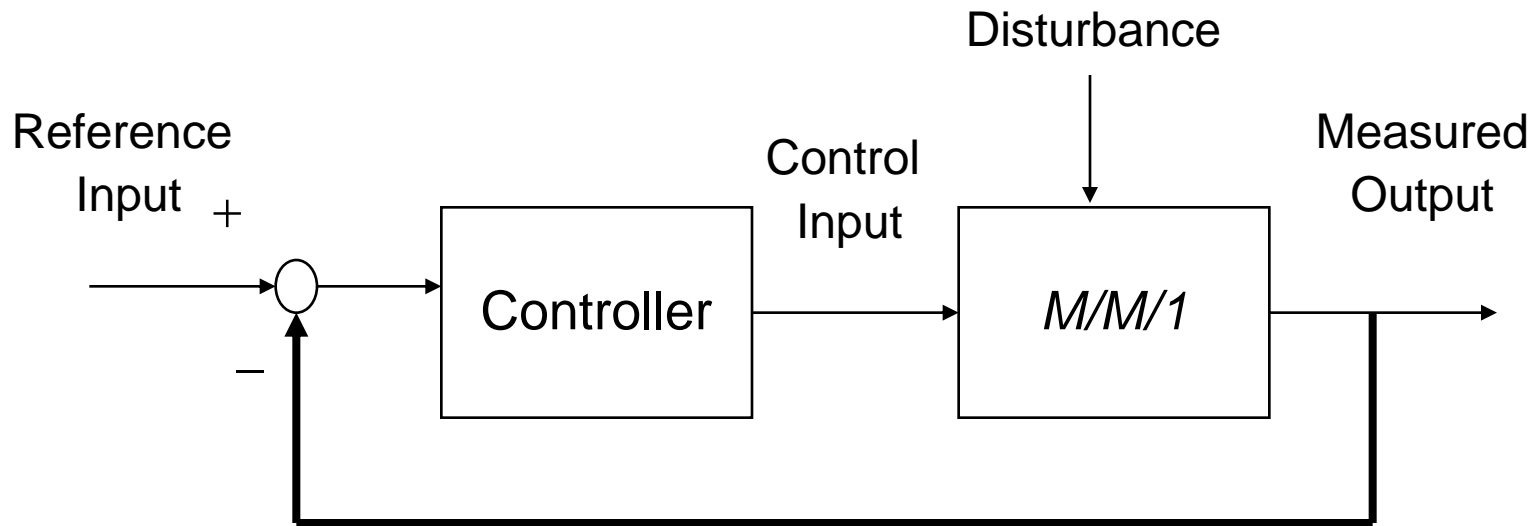 Disturbance
Reference
Input
+
Control
Input
Measured
Output
Controller
M/M/1
−